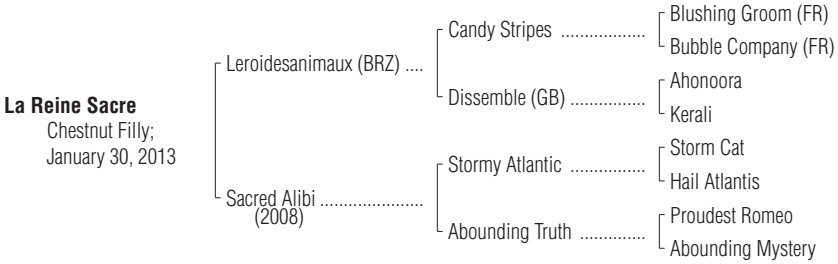 Blushing Groom (FR)
Candy Stripes ..................
Bubble Company (FR)
Leroidesanimaux (BRZ) ....
Ahonoora
Dissemble (GB) ................
Kerali
La Reine Sacre
Chestnut Filly;
January 30, 2013
Storm Cat
Stormy Atlantic ................
Hail Atlantis
Sacred Alibi ......................
(2008)
Proudest Romeo
Abounding Truth ..............
Abounding Mystery